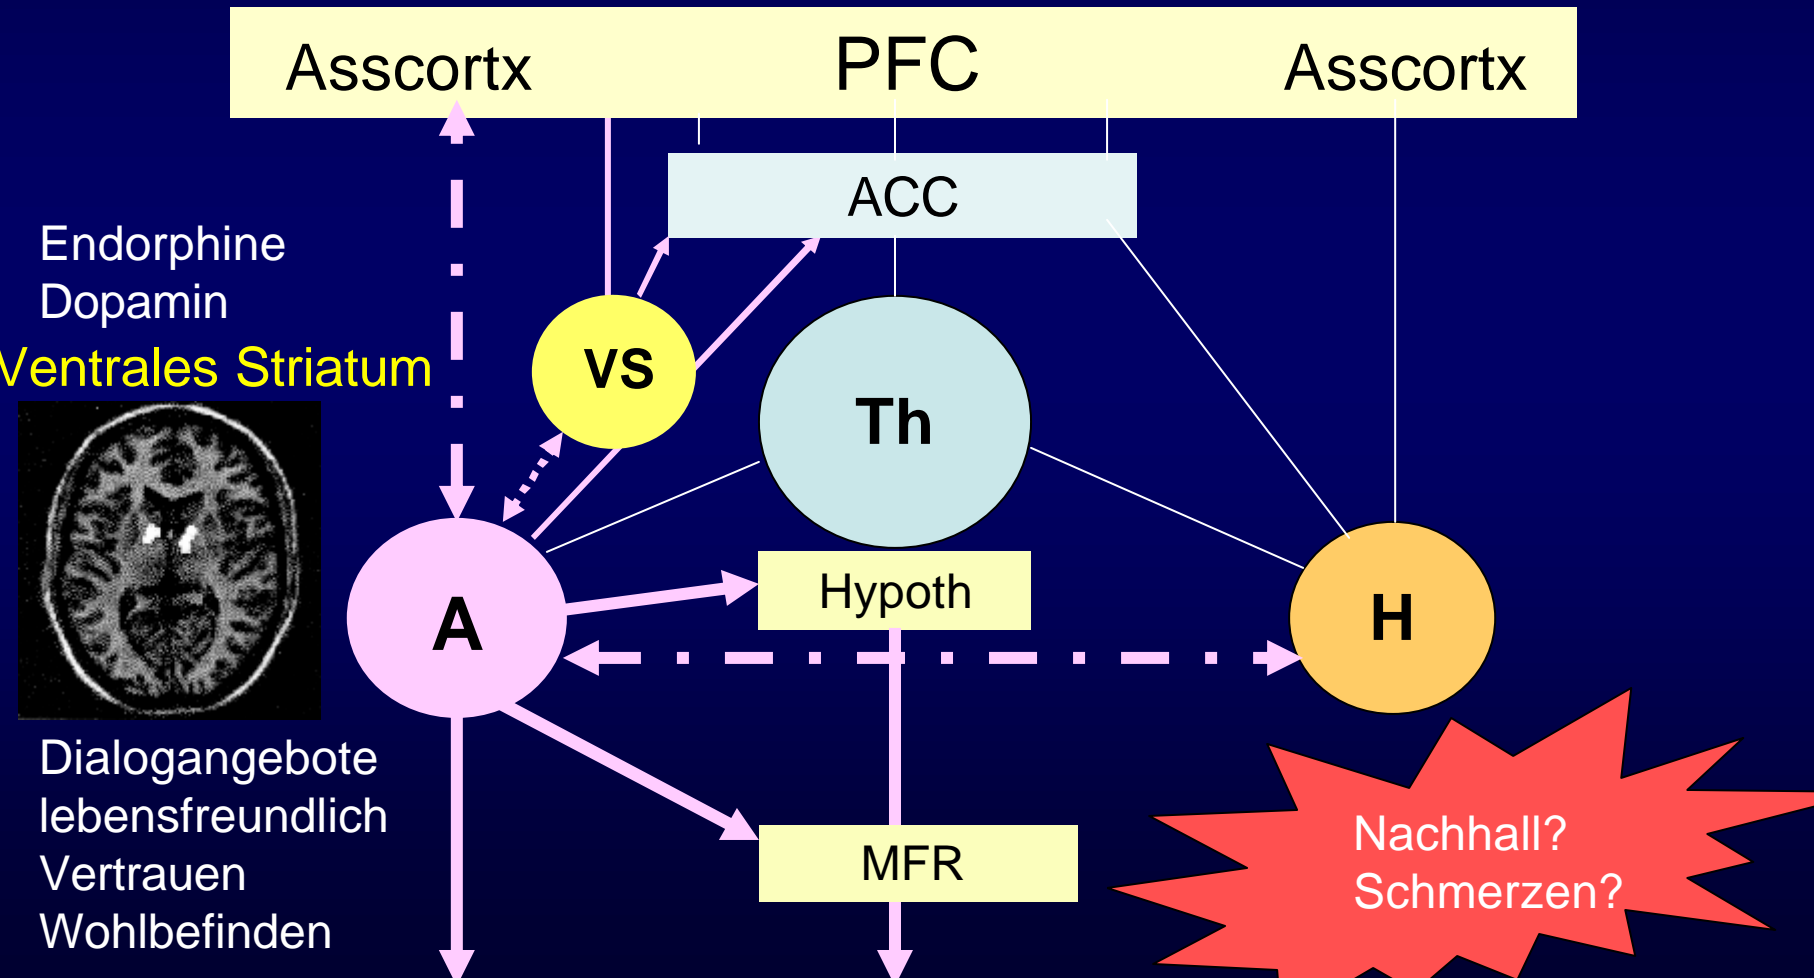 Asscortx PFC Asscortx
ACC
Endorphine
Dopamin
Ventrales Striatum
VS
Th
Hypoth
A
H
Dialogangebote
lebensfreundlich
Vertrauen
Wohlbefinden
MFR
Nachhall?
Schmerzen?